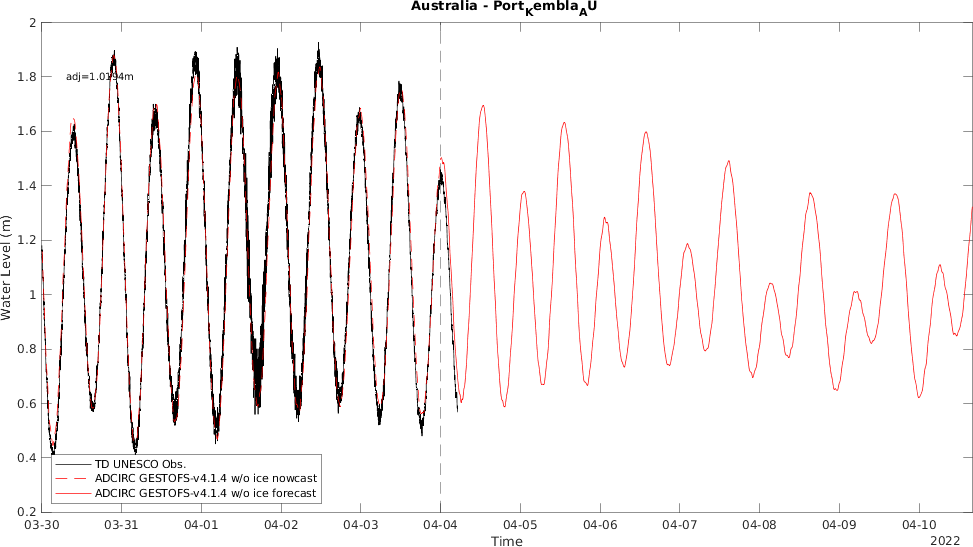 Australia - Port_Kembla_AU
2
1.8
1.6
1.4
1.2
1
0.8
0.6
0.4
0.2
Water Level (m)
adj=1.0194m
TD UNESCO Obs.
ADCIRC GESTOFS-v4.1.4 w/o ice nowcast
ADCIRC GESTOFS-v4.1.4 w/o ice forecast
03-30 03-31 04-01 04-02 04-03 04-04 04-05 04-06 04-07 04-08 04-09 04-10
Time
2022